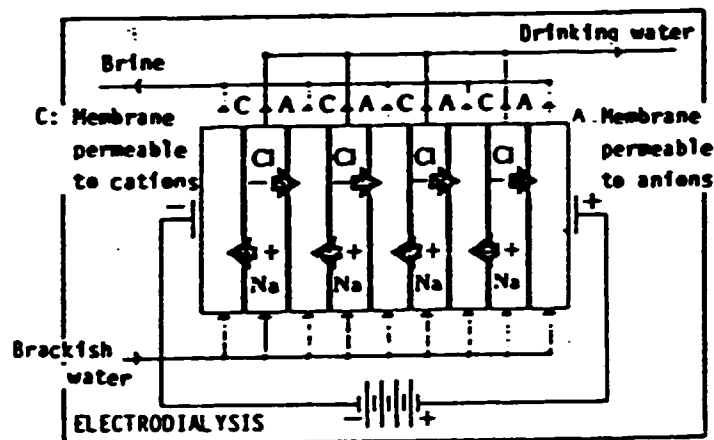 Drinking water
Brine
C A C A C A C A
C: Membrane permeable to cations
A. Membrane permeable to anions
Cl Cl Cl Cl
− − − −
− +
+ + + +
Na Na Na Na
Brackish water
− +
ELECTRODIALYSIS